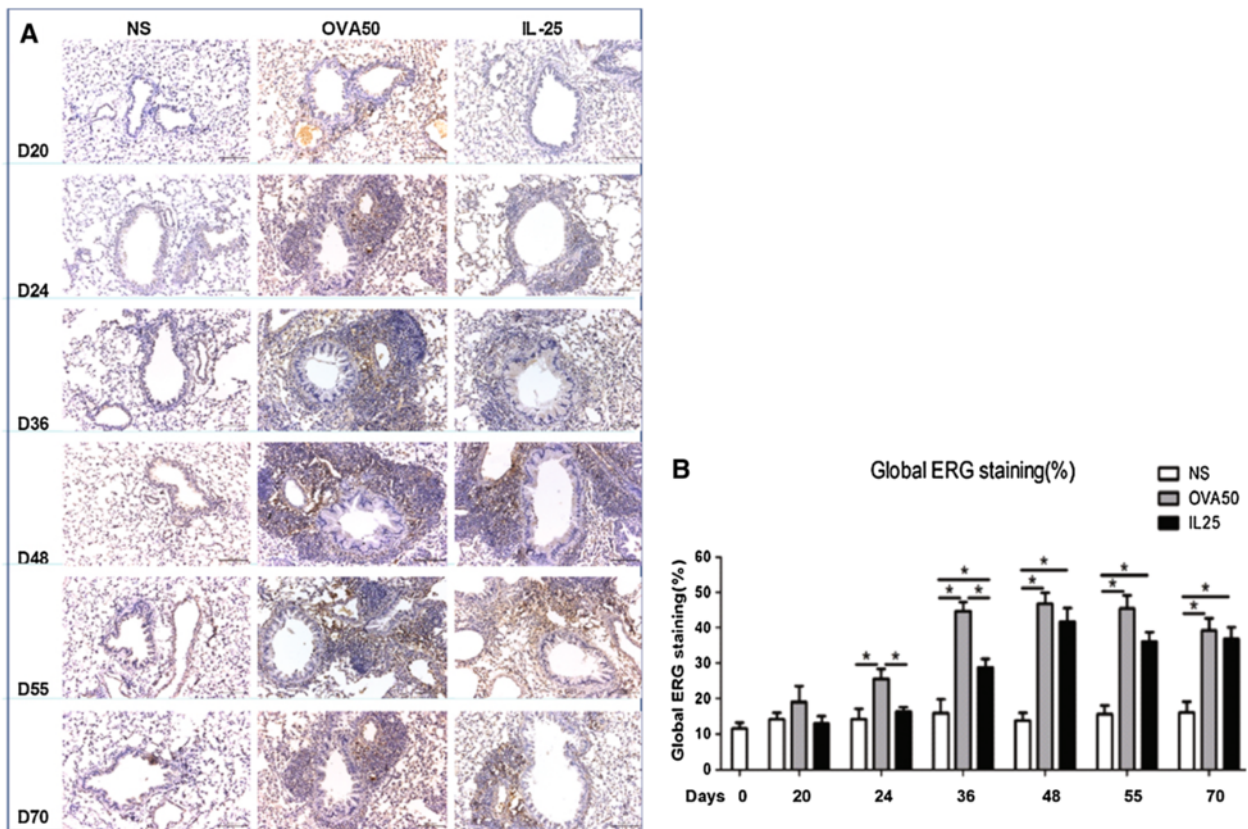 A
NS OVA50 IL-25
D20
D24
D36
D48
D55
D70
B
Global ERG staining(%)
NS
OVA50
IL25
Global ERG staining(%)
60
50
40
30
20
10
0
* *
* * *
* *
* *
* *
Days 0 20 24 36 48 55 70